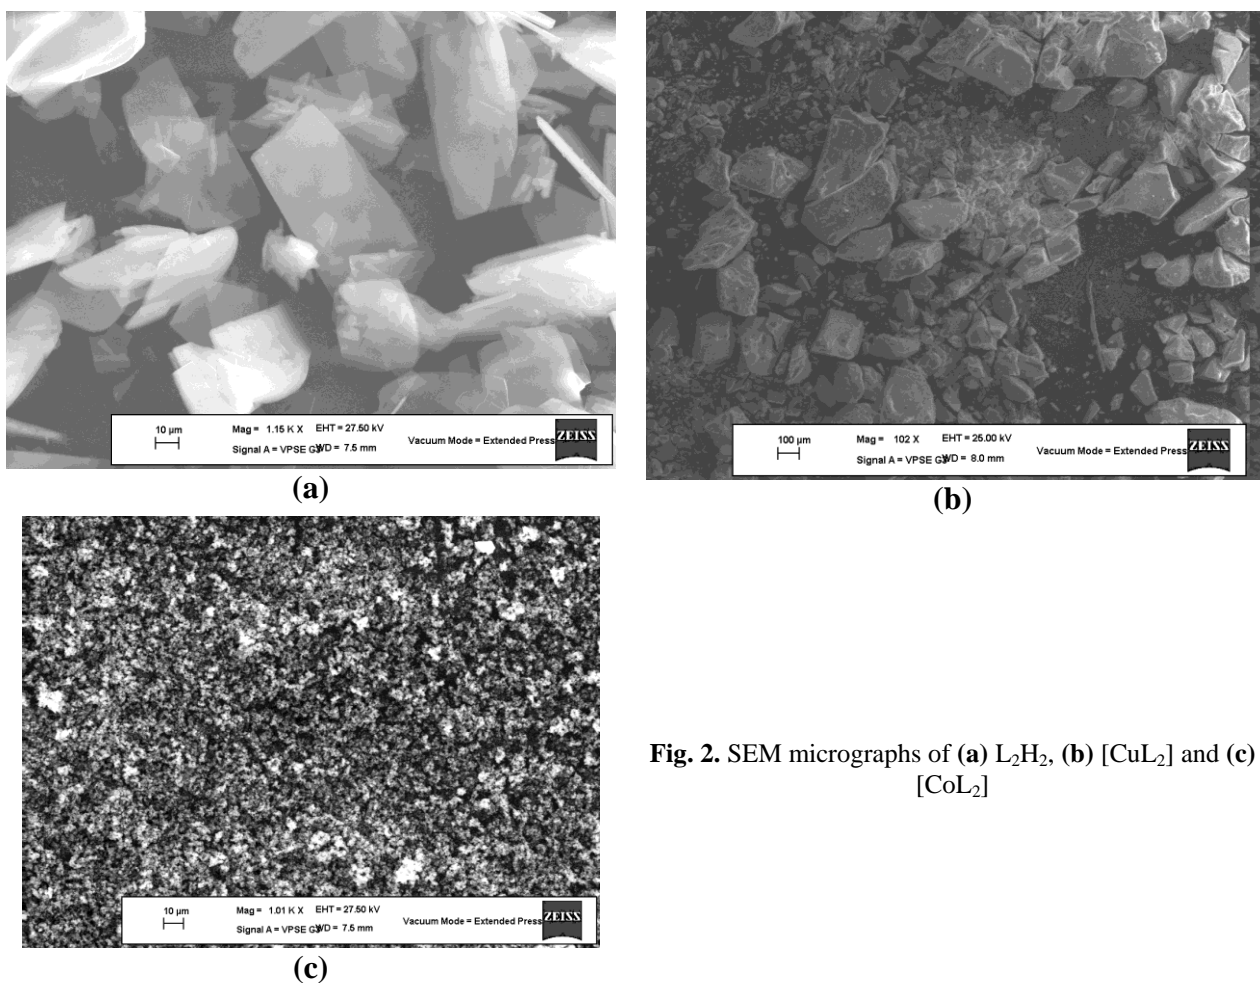 10 µm Mag = 1.15 K X EHT = 27.50 kV
Signal A = VPSE G3 WD = 7.5 mm Vacuum Mode = Extended Press ZEISS
(a)
100 µm Mag = 102 X EHT = 25.00 kV
Signal A = VPSE G3 WD = 8.0 mm Vacuum Mode = Extended Press ZEISS
(b)
10 µm Mag = 1.01 K X EHT = 27.50 kV
Signal A = VPSE G3 WD = 7.5 mm Vacuum Mode = Extended Press ZEISS
(c)
Fig. 2. SEM micrographs of (a) L₂H₂, (b) [CuL₂] and (c)
[CoL₂]